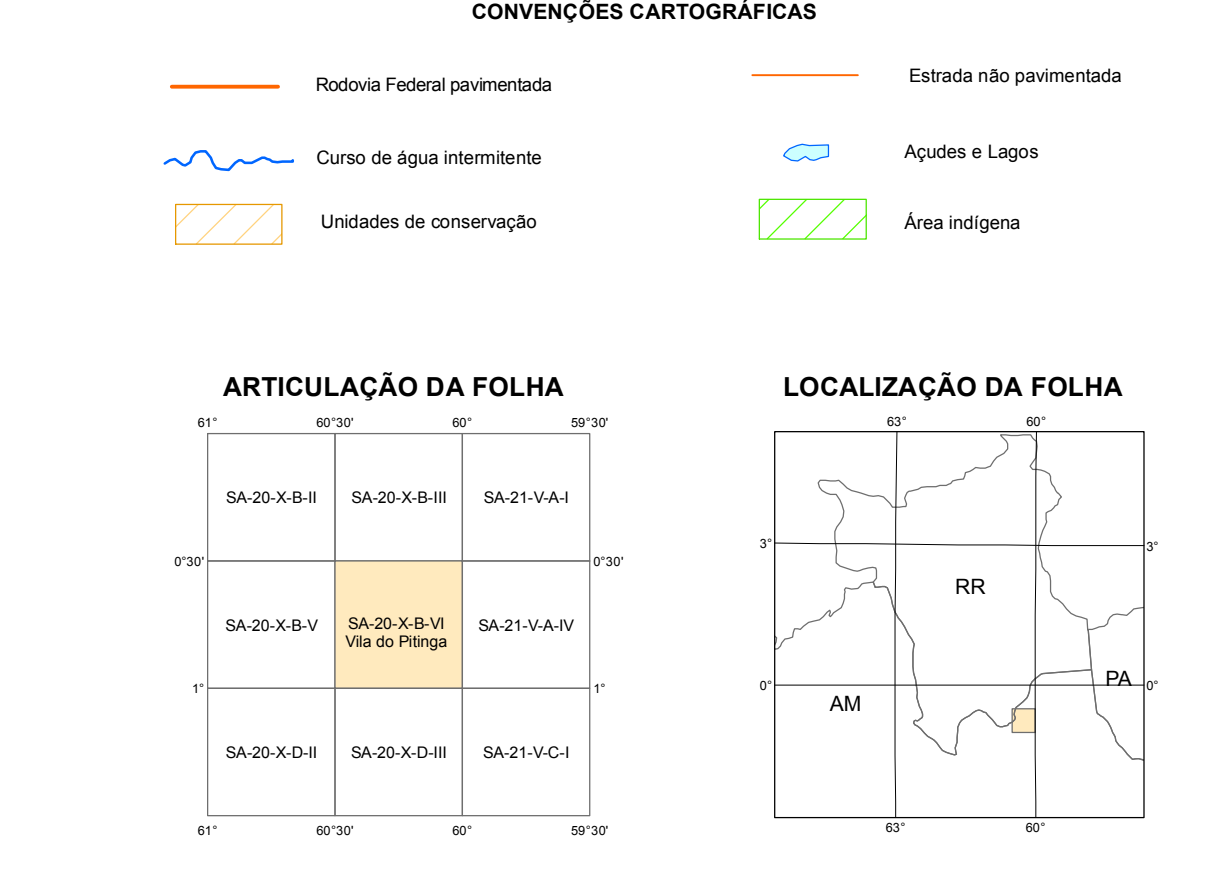 CONVENÇÕES CARTOGRÁFICAS
Rodovia Federal pavimentada
Estrada não pavimentada
Curso de água intermitente
Açudes e Lagos
Unidades de conservação
Área indígena
ARTICULAÇÃO DA FOLHA
61° 60°30' 60° 59°30'
SA-20-X-B-II SA-20-X-B-III SA-21-V-A-I
0°30' 0°30'
SA-20-X-B-V SA-20-X-B-VI SA-21-V-A-IV
Vila do Pitinga
1° 1°
SA-20-X-D-II SA-20-X-D-III SA-21-V-C-I
61° 60°30' 60° 59°30'
LOCALIZAÇÃO DA FOLHA
63° 60°
3° 3°
RR
0° PA 0°
AM
63° 60°